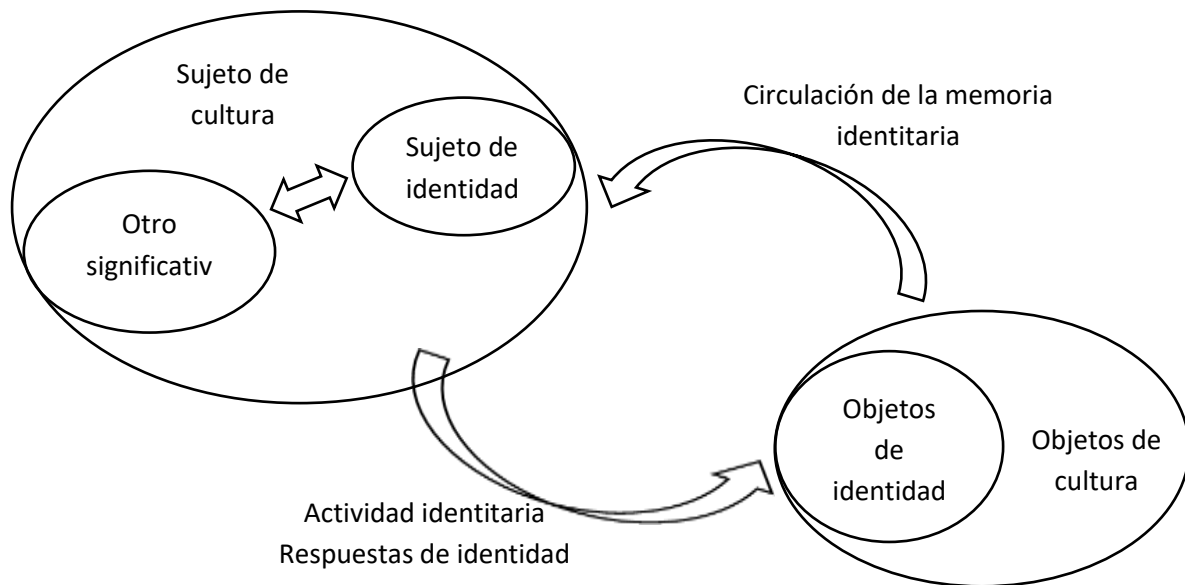 Sujeto de
cultura
Sujeto de
identidad
Otro
significativ
Circulación de la memoria
identitaria
Objetos
de
identidad
Objetos de
cultura
Actividad identitaria
Respuestas de identidad